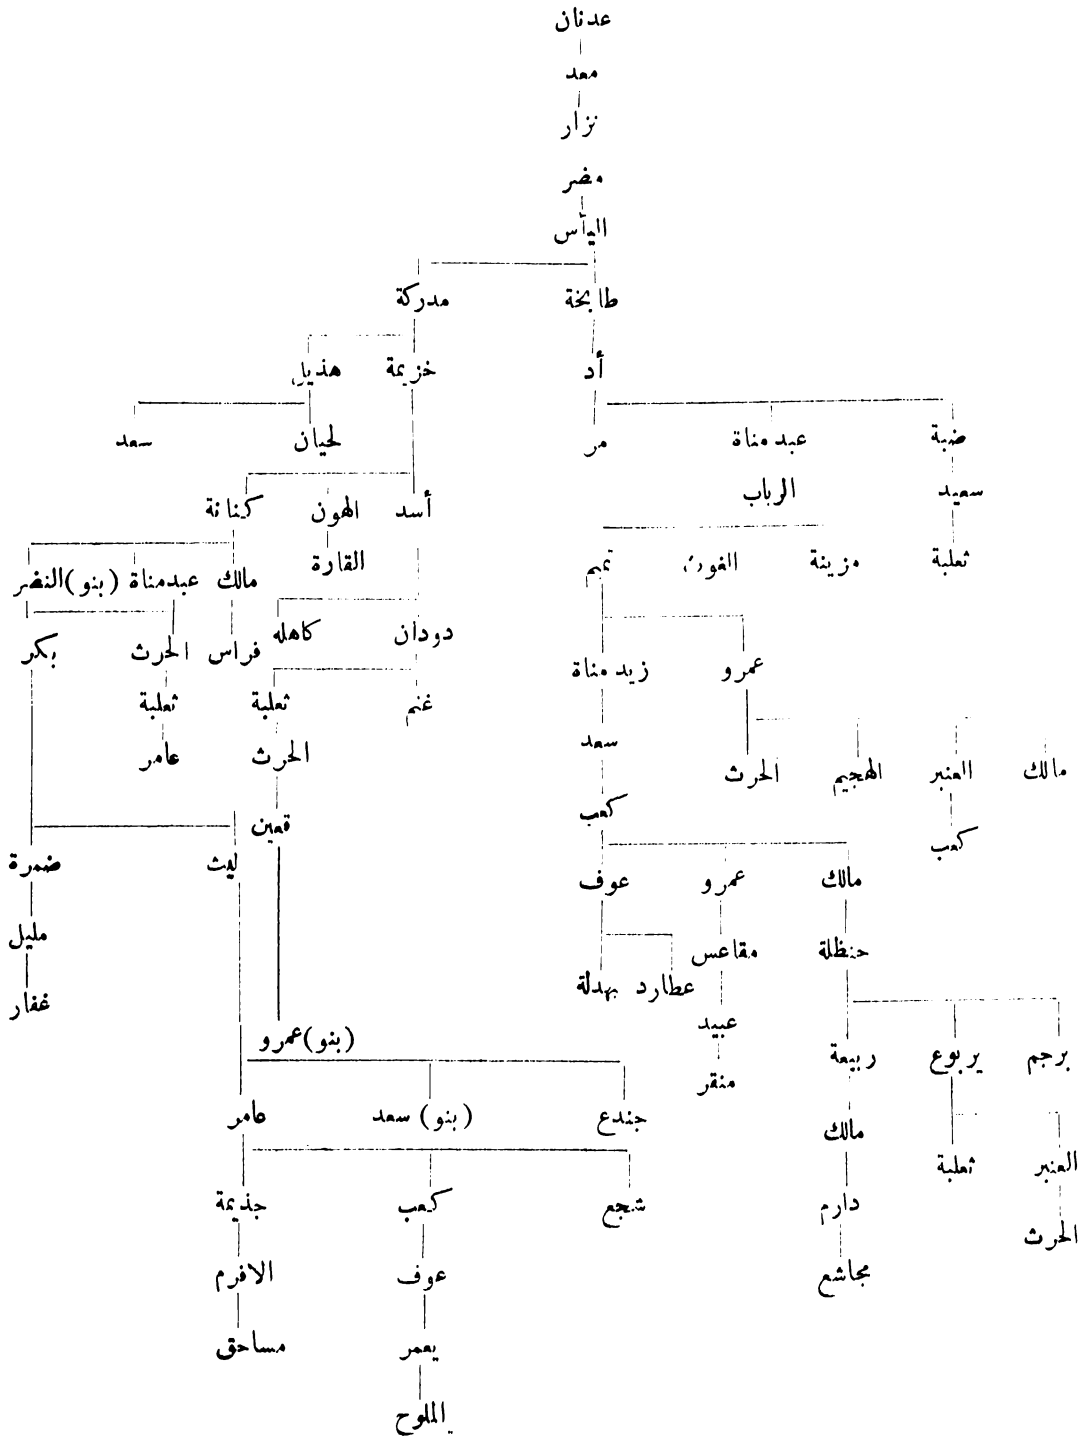 عدنان
معد
نزار
مضر
اليأس
طابخة مدركة
أد خزيمة هذيل
ضبة عبد مناة مر لحيان سعد
سعيد الرباب أسد الهون كنانة
ثعلبة مزينة الغوث تميم القارة مالك عبدمناة (بنو)النضر
عمرو زيد مناة دودان كاهله فراس الحرث بكر
غنم ثعلبة ثعلبة
سعد الحرث عامر
مالك العنبر الهجيم الحرث
كعب كعب قعين
مالك عمرو عوف ليث ضمرة
حنظلة مقاعس مليل
عطارد بهدلة غفار
عبيد (بنو)عمرو
برجم يربوع ربيعة منقر
مالك جندع (بنو) سعد عامر
العنبر ثعلبة
دارم شجع كعب جذيمة
الحرث
مجاشع عوف الافرم
يعمر مساحق
الملوح